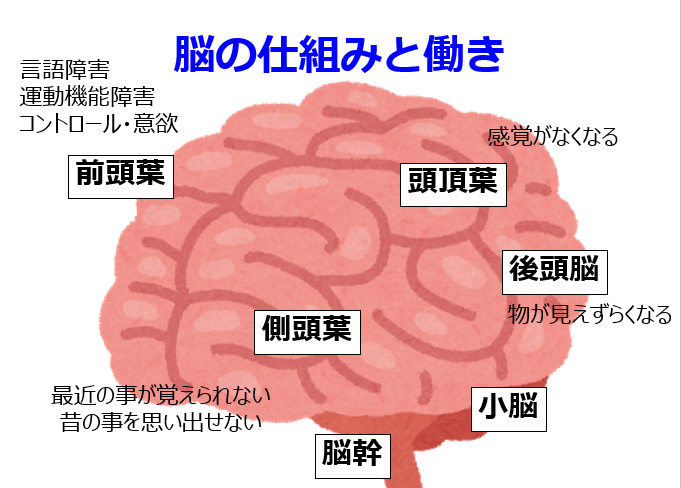 脳の仕組みと働き
言語障害
運動機能障害
コントロール・意欲
前頭葉
感覚がなくなる
頭頂葉
後頭脳
物が見えずらくなる
側頭葉
最近の事が覚えられない
昔の事を思い出せない
小脳
脳幹